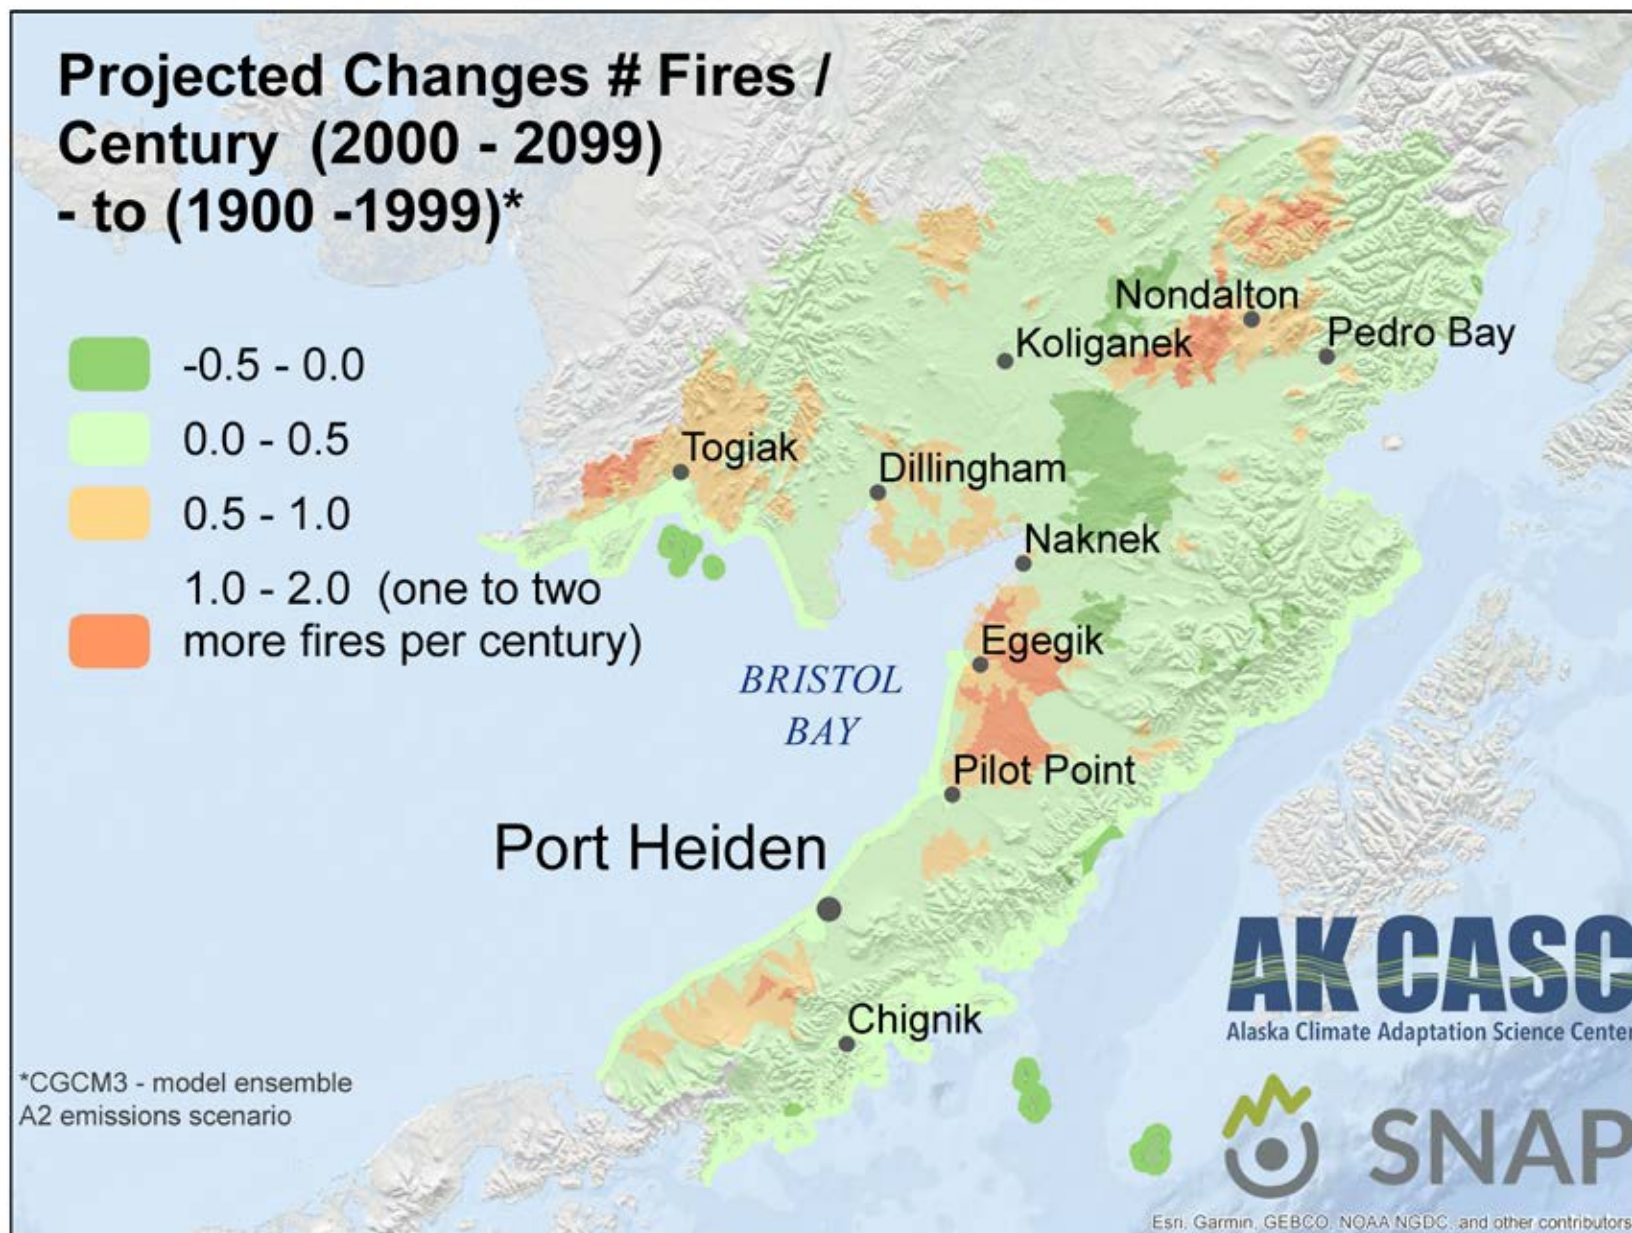 Projected Changes # Fires /
Century (2000 - 2099)
- to (1900 -1999)*
-0.5 - 0.0
0.0 - 0.5
0.5 - 1.0
1.0 - 2.0 (one to two
more fires per century)
Nondalton
Koliganek
Pedro Bay
Togiak
Dillingham
Naknek
Egegik
BRISTOL
BAY
Pilot Point
Port Heiden
Chignik
*CGCM3 - model ensemble
A2 emissions scenario
AK CASC
Alaska Climate Adaptation Science Center
SNAP
Esri, Garmin, GEBCO, NOAA NGDC, and other contributors